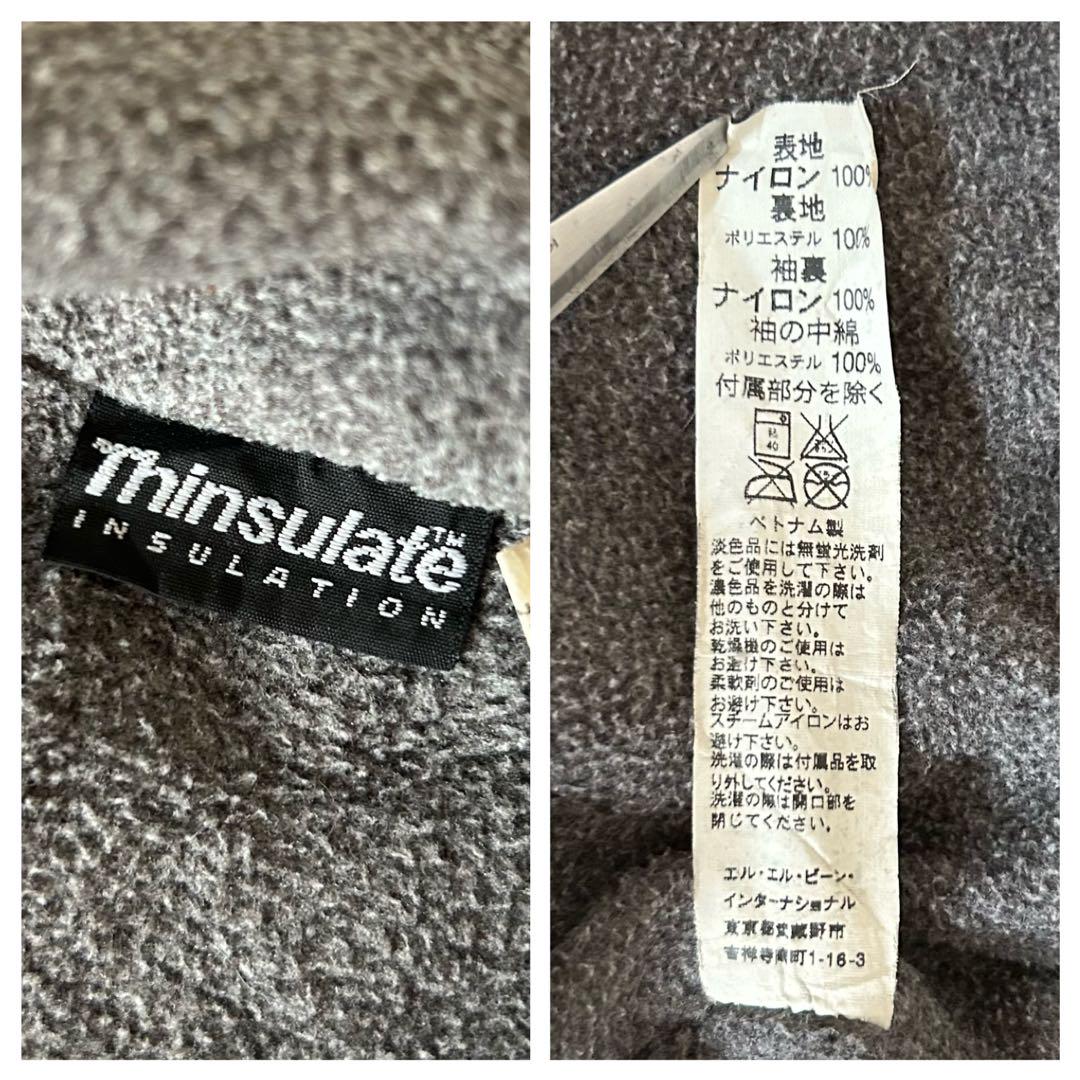 Thinsulate™
INSULATION
表地
ナイロン 100%
裏地
ポリエステル 100%
袖裏
ナイロン 100%
袖の中綿
ポリエステル 100%
付属部分を除く
40
ベトナム製
淡色品には無蛍光洗剤
をご使用して下さい。
濃色品を洗濯の際は
他のものと分けて
お洗い下さい。
乾燥機のご使用は
お避け下さい。
柔軟剤のご使用は
お避け下さい。
スチームアイロンはお
避け下さい。
洗濯の際は付属品を取
り外してください。
洗濯の際は開口部を
閉じてください。
エル・エル・ビーン・
インターナショナル
東京都武蔵野市
吉祥寺南町1-16-3